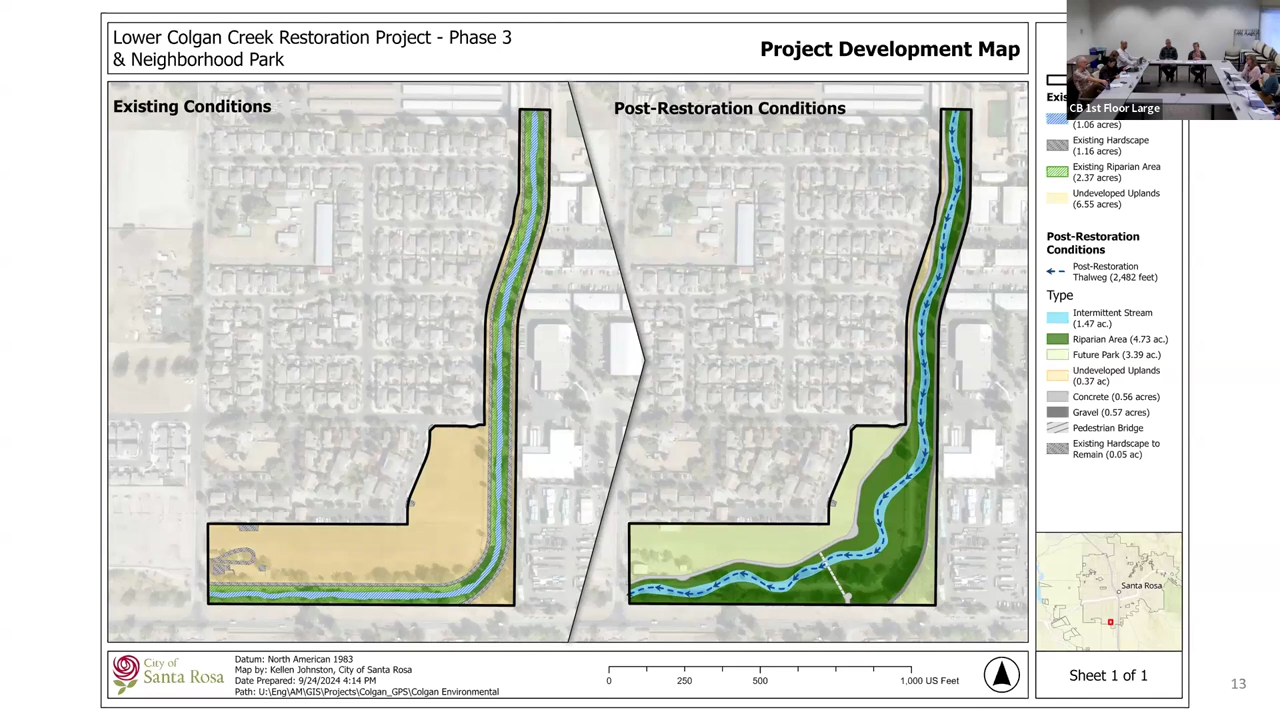 Lower Colgan Creek Restoration Project - Phase 3
& Neighborhood Park
Project Development Map
Existing Conditions
Post-Restoration Conditions
CB 1st Floor Large
(1.06 acres)
Existing Hardscape
(1.16 acres)
Existing Riparian Area
(2.37 acres)
Undeveloped Uplands
(6.55 acres)
Post-Restoration
Conditions
Post-Restoration
Thalweg (2,482 feet)
Type
Intermittent Stream
(1.47 ac.)
Riparian Area (4.73 ac.)
Future Park (3.39 ac.)
Undeveloped Uplands
(0.37 ac)
Concrete (0.56 acres)
Gravel (0.57 acres)
Pedestrian Bridge
Existing Hardscape to
Remain (0.05 ac)
Santa Rosa
City of
Santa Rosa
Datum: North American 1983
Map by: Kellen Johnston, City of Santa Rosa
Date Prepared: 9/24/2024 4:14 PM
Path: U:\Eng\AM\GIS\Projects\Colgan_GPS\Colgan Environmental
0 250 500 1,000 US Feet
Sheet 1 of 1
13